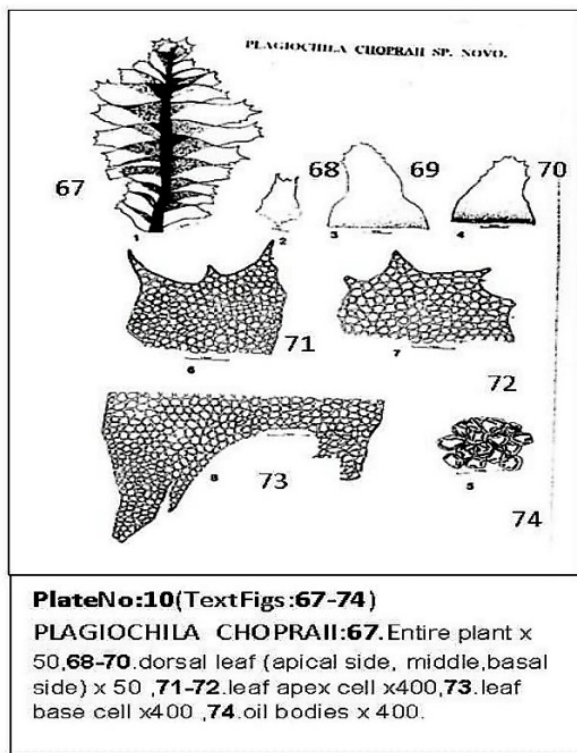 PLAGIOCHILA CHOPRAII SP. NOVO.
67
68
69
70
1
2
3
4
71
72
6
7
73
74
8
5
PlateNo:10(TextFigs:67-74)
PLAGIOCHILA CHOPRAII:67.Entire plant x
50,68-70.dorsal leaf (apical side, middle,basal
side) x 50 ,71-72.leaf apex cell x400,73.leaf
base cell x400 ,74.oil bodies x 400.